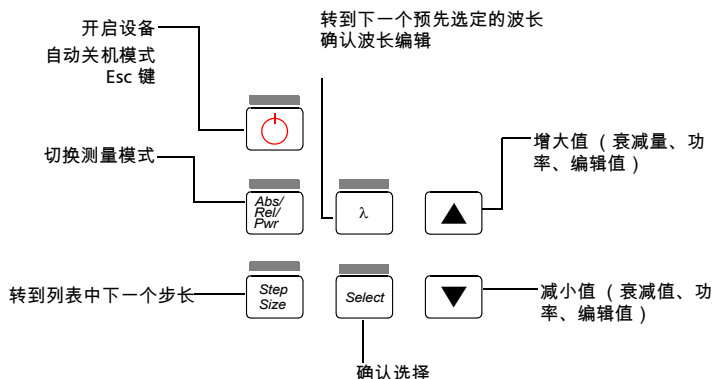 开启设备
自动关机模式
Esc 键
转到下一个预先选定的波长
确认波长编辑
切换测量模式
增大值 （ 衰减量、功
率、编辑值 ）
Abs/
Rel/
Pwr
λ
转到列表中下一个步长
Step
Size
Select
减小值 （ 衰减值、功
率、编辑值 ）
确认选择